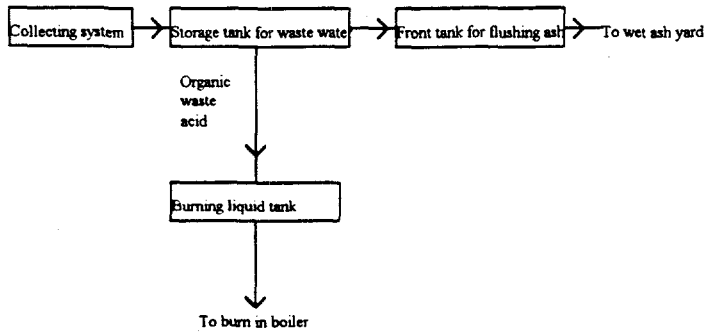 Collecting system
Storage tank for waste wate
Front tank for flushing ash
To wet ash yard
Organic
waste
acid
Burning liquid tank
To burn in boiler